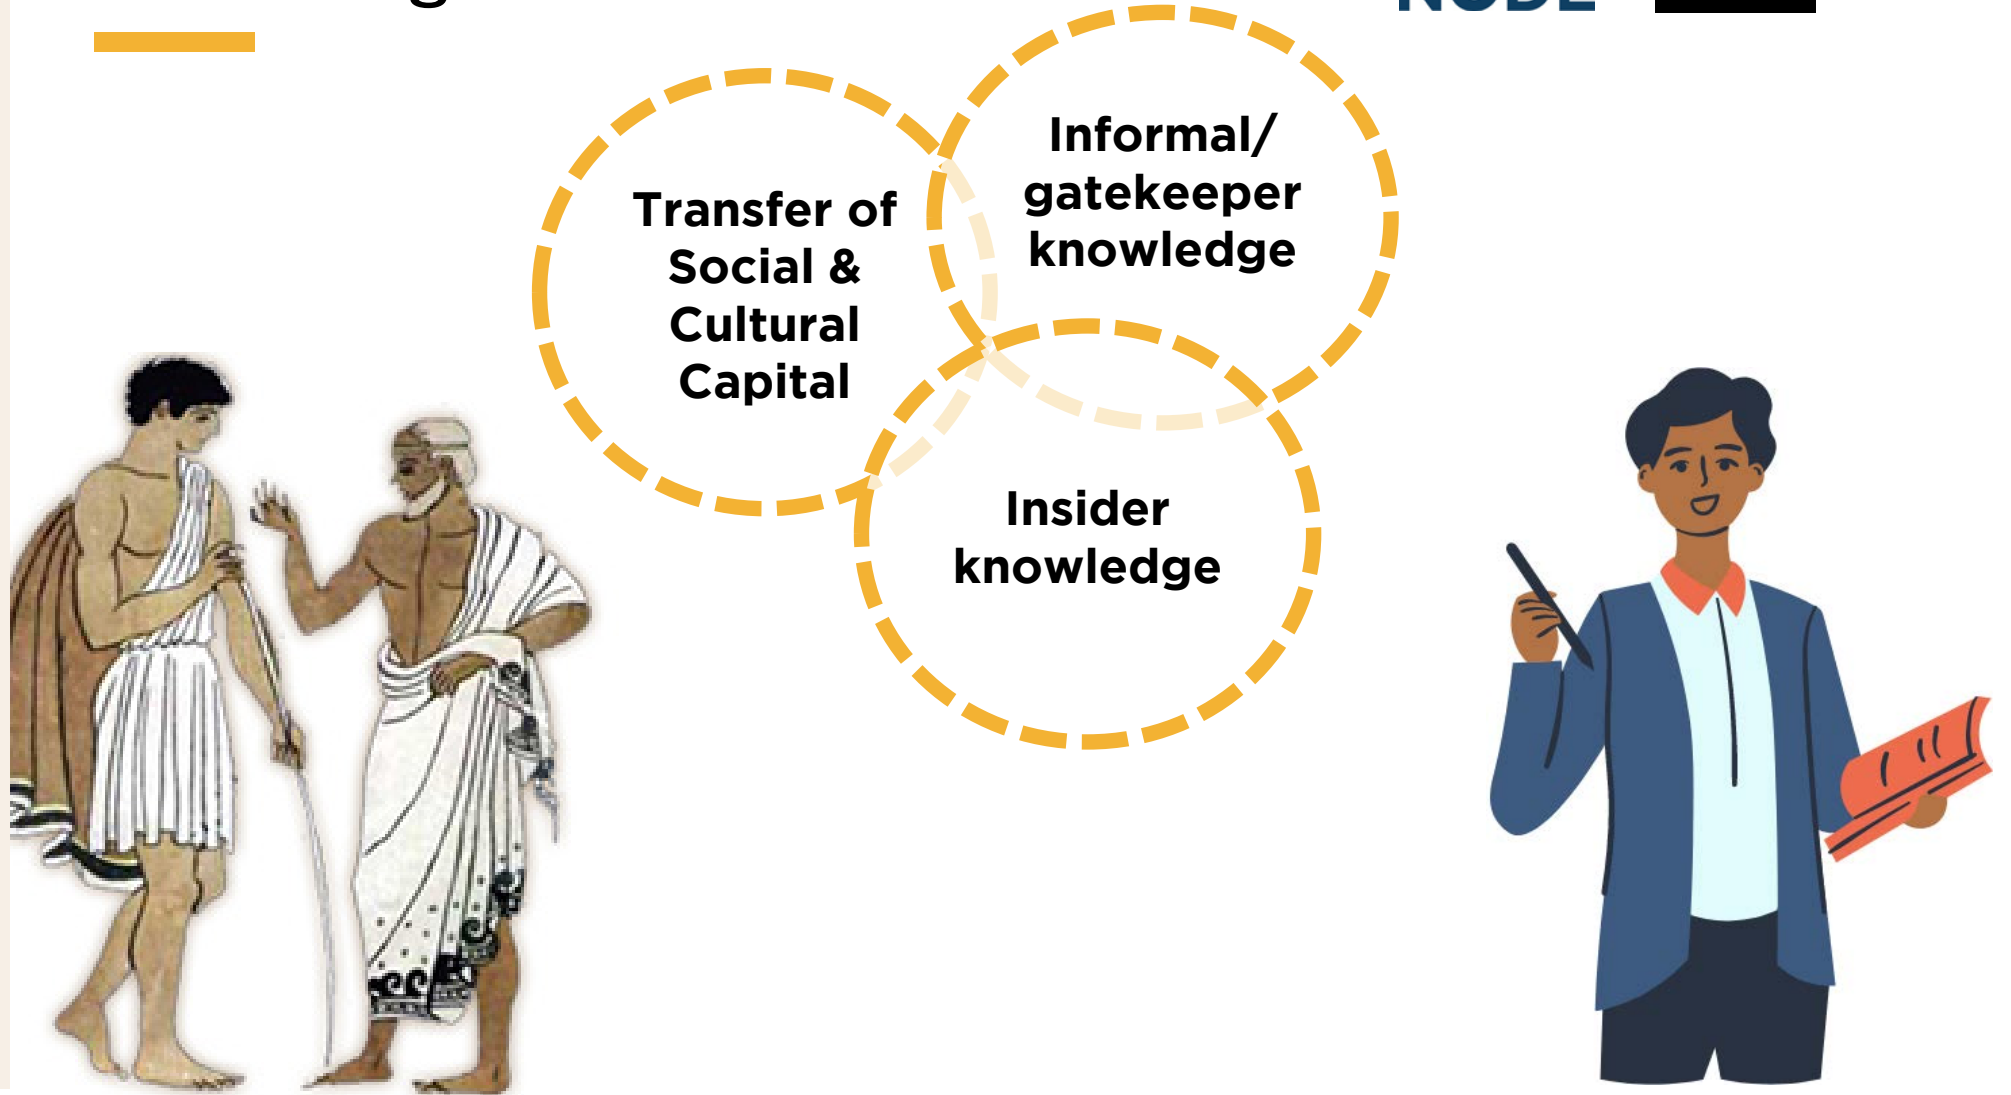 Transfer of
Social &
Cultural
Capital
Informal/
gatekeeper
knowledge
Insider
knowledge